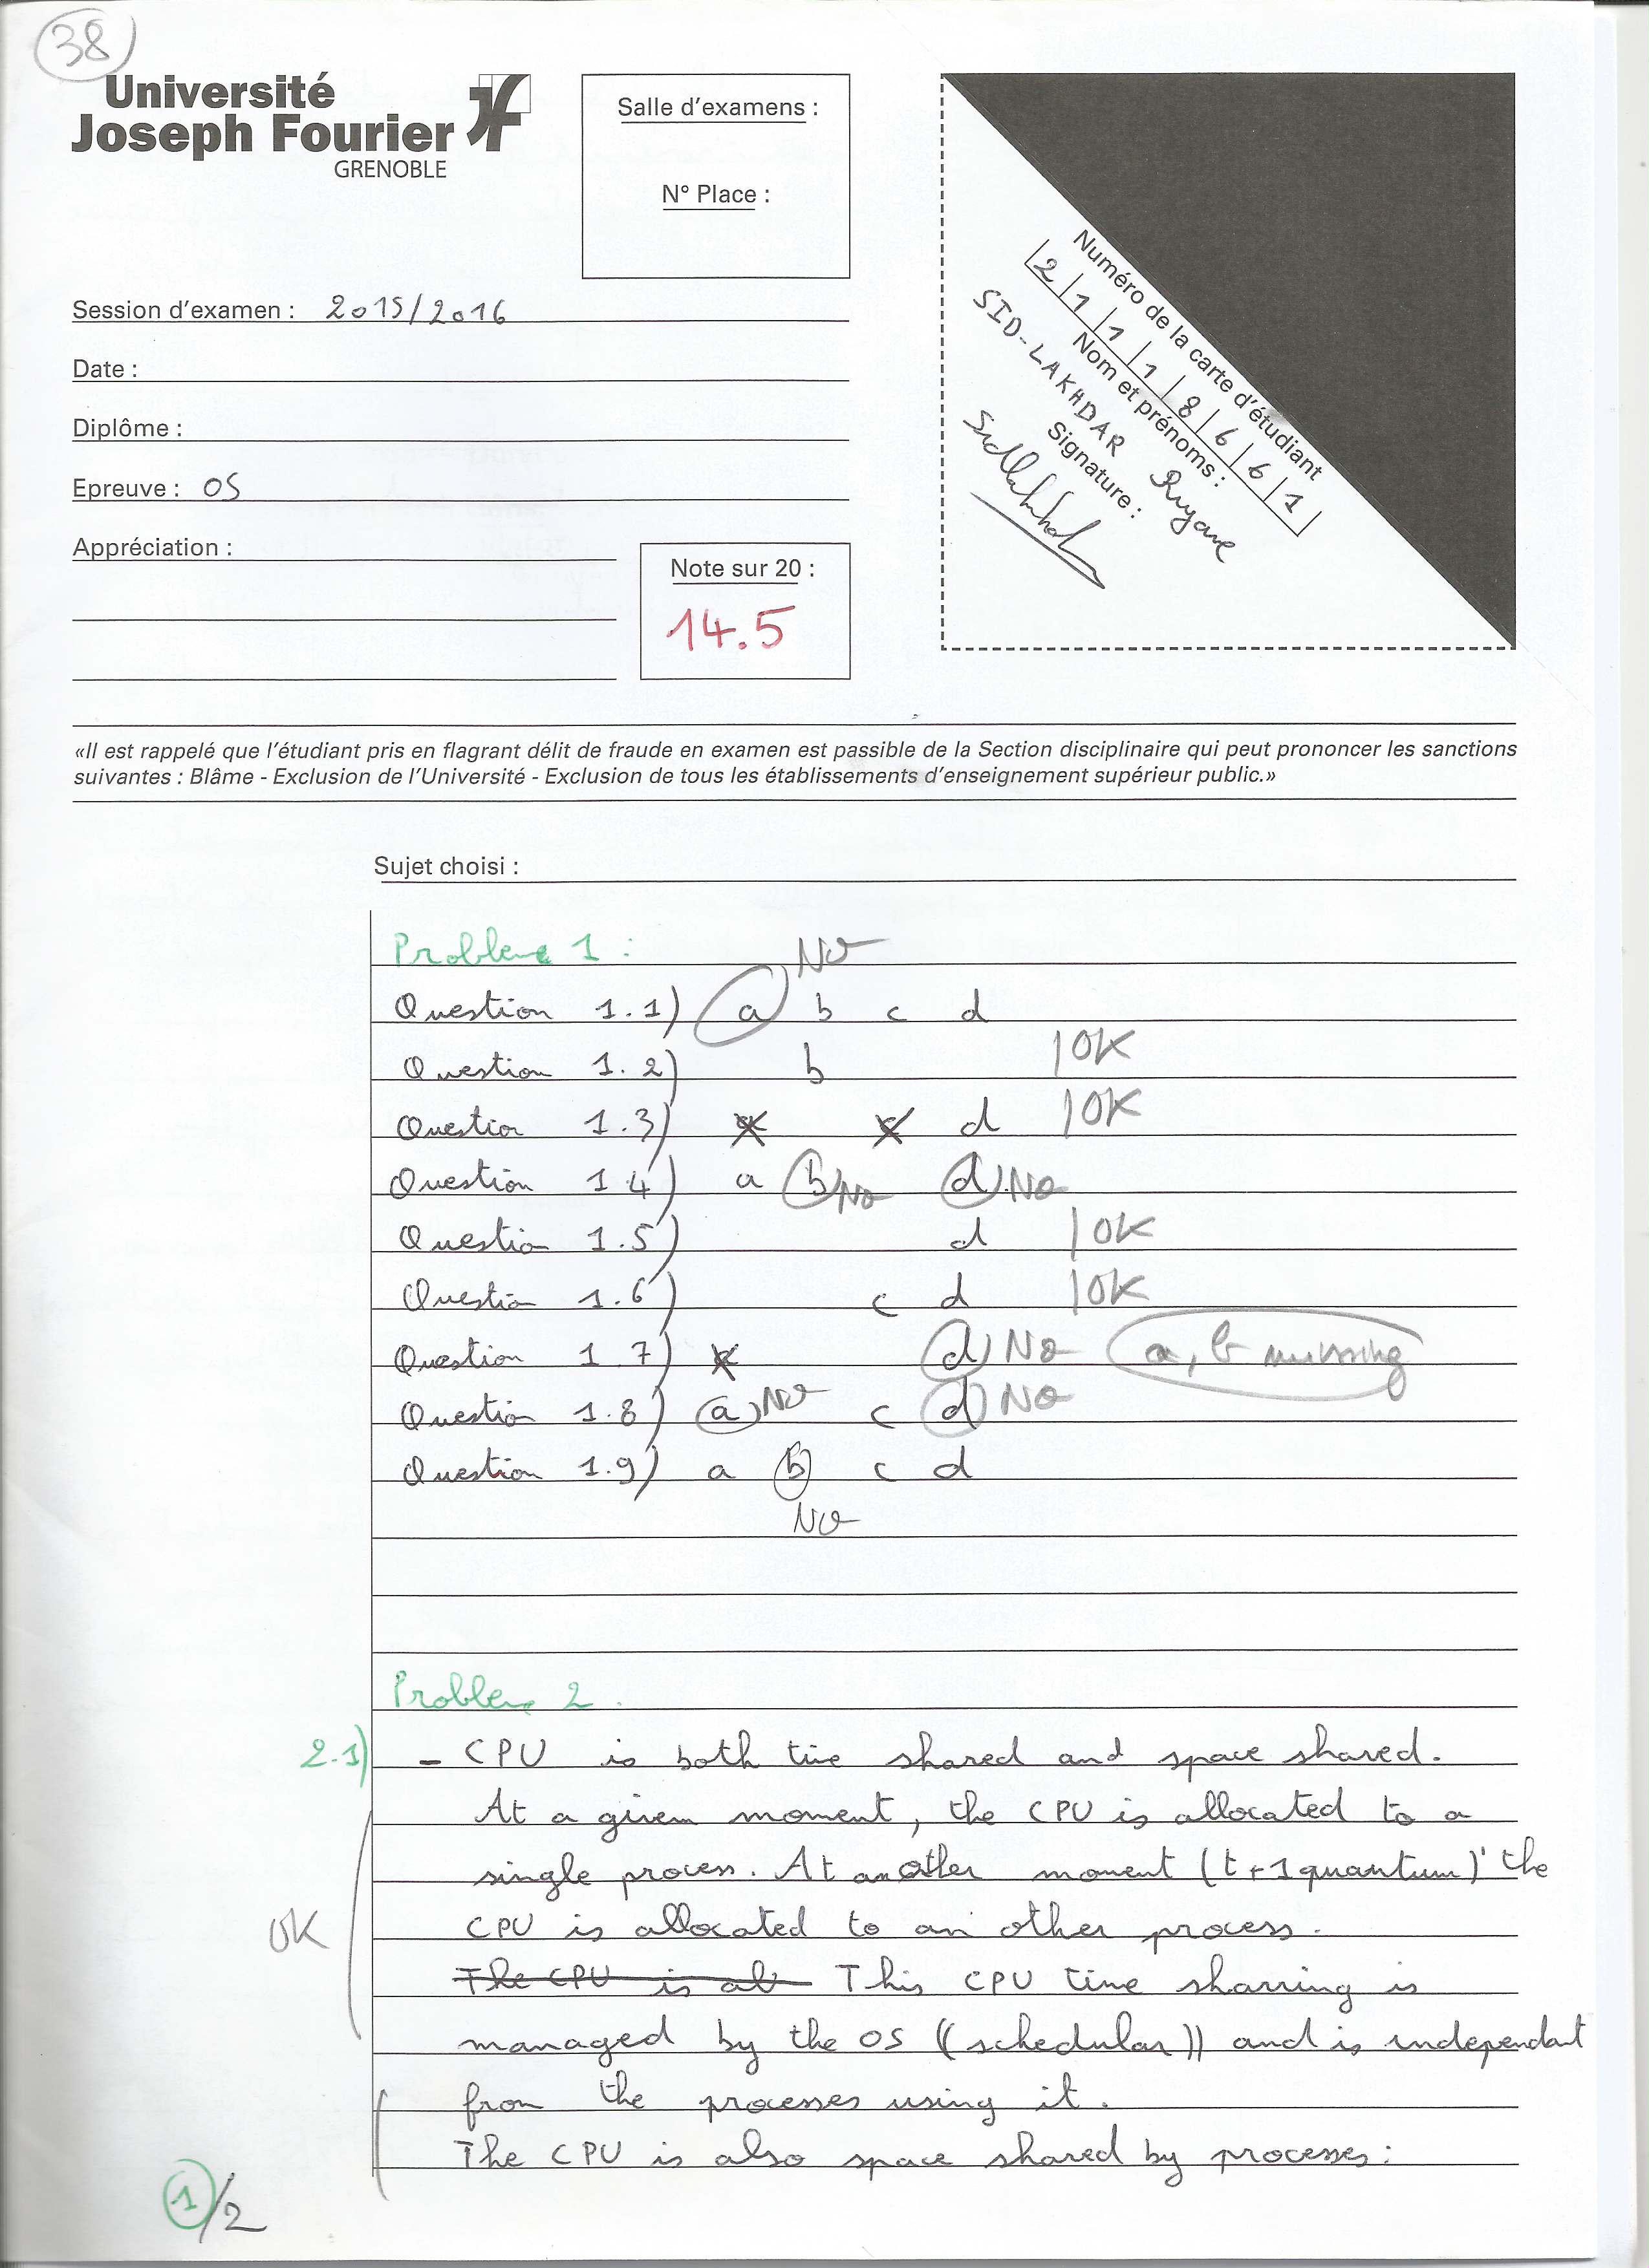 38
Université
Joseph Fourier
GRENOBLE
Salle d'examens :
N° Place :
Numéro de la carte d'étudiant
2 1 1 1 8 6 6 1
Nom et prénoms :
SID-LAKHDAR Ryane
Signature :
Session d'examen : 2015/2016
Date :
Diplôme :
Epreuve : OS
Appréciation :
Note sur 20 :
14.5
«Il est rappelé que l'étudiant pris en flagrant délit de fraude en examen est passible de la Section disciplinaire qui peut prononcer les sanctions
suivantes : Blâme - Exclusion de l'Université - Exclusion de tous les établissements d'enseignement supérieur public.»
Sujet choisi :
Probleme 1 :
No
Question 1.1) a b c d
Question 1.2) b OK
Question 1.3) d OK
Question 1.4) a b No d No
Question 1.5) d OK
Question 1.6) c d OK
Question 1.7) d No a, b missing
Question 1.8) a No c d No
Question 1.9) a b c d
No
Probleme 2.
2.1) - CPU is both time shared and space shared.
At a given moment, the CPU is allocated to a
single process. At another moment (t+1quantum) the
OK CPU is allocated to an other process.
The CPU is al This CPU time sharring is
managed by the OS ((schedular)) and is independant
from the processes using it.
The CPU is also space shared by processes:
1/2